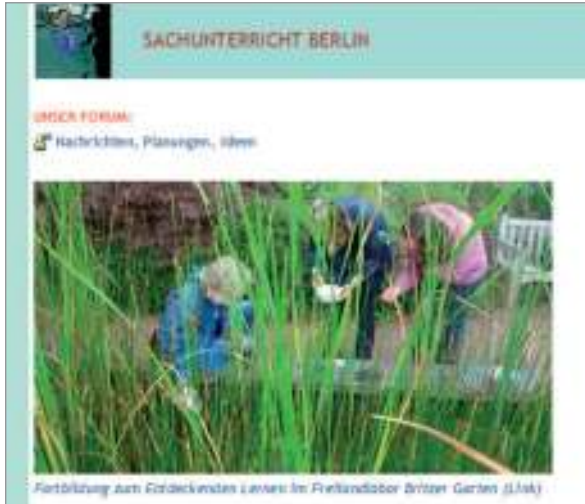 SACHUNTERRICHT BERLIN
UNSER FORUM:
Nachrichten, Planungen, Ideen
Fortbildung zum Entdeckenden Lernen im Freilandlabor Britzer Garten (Link)